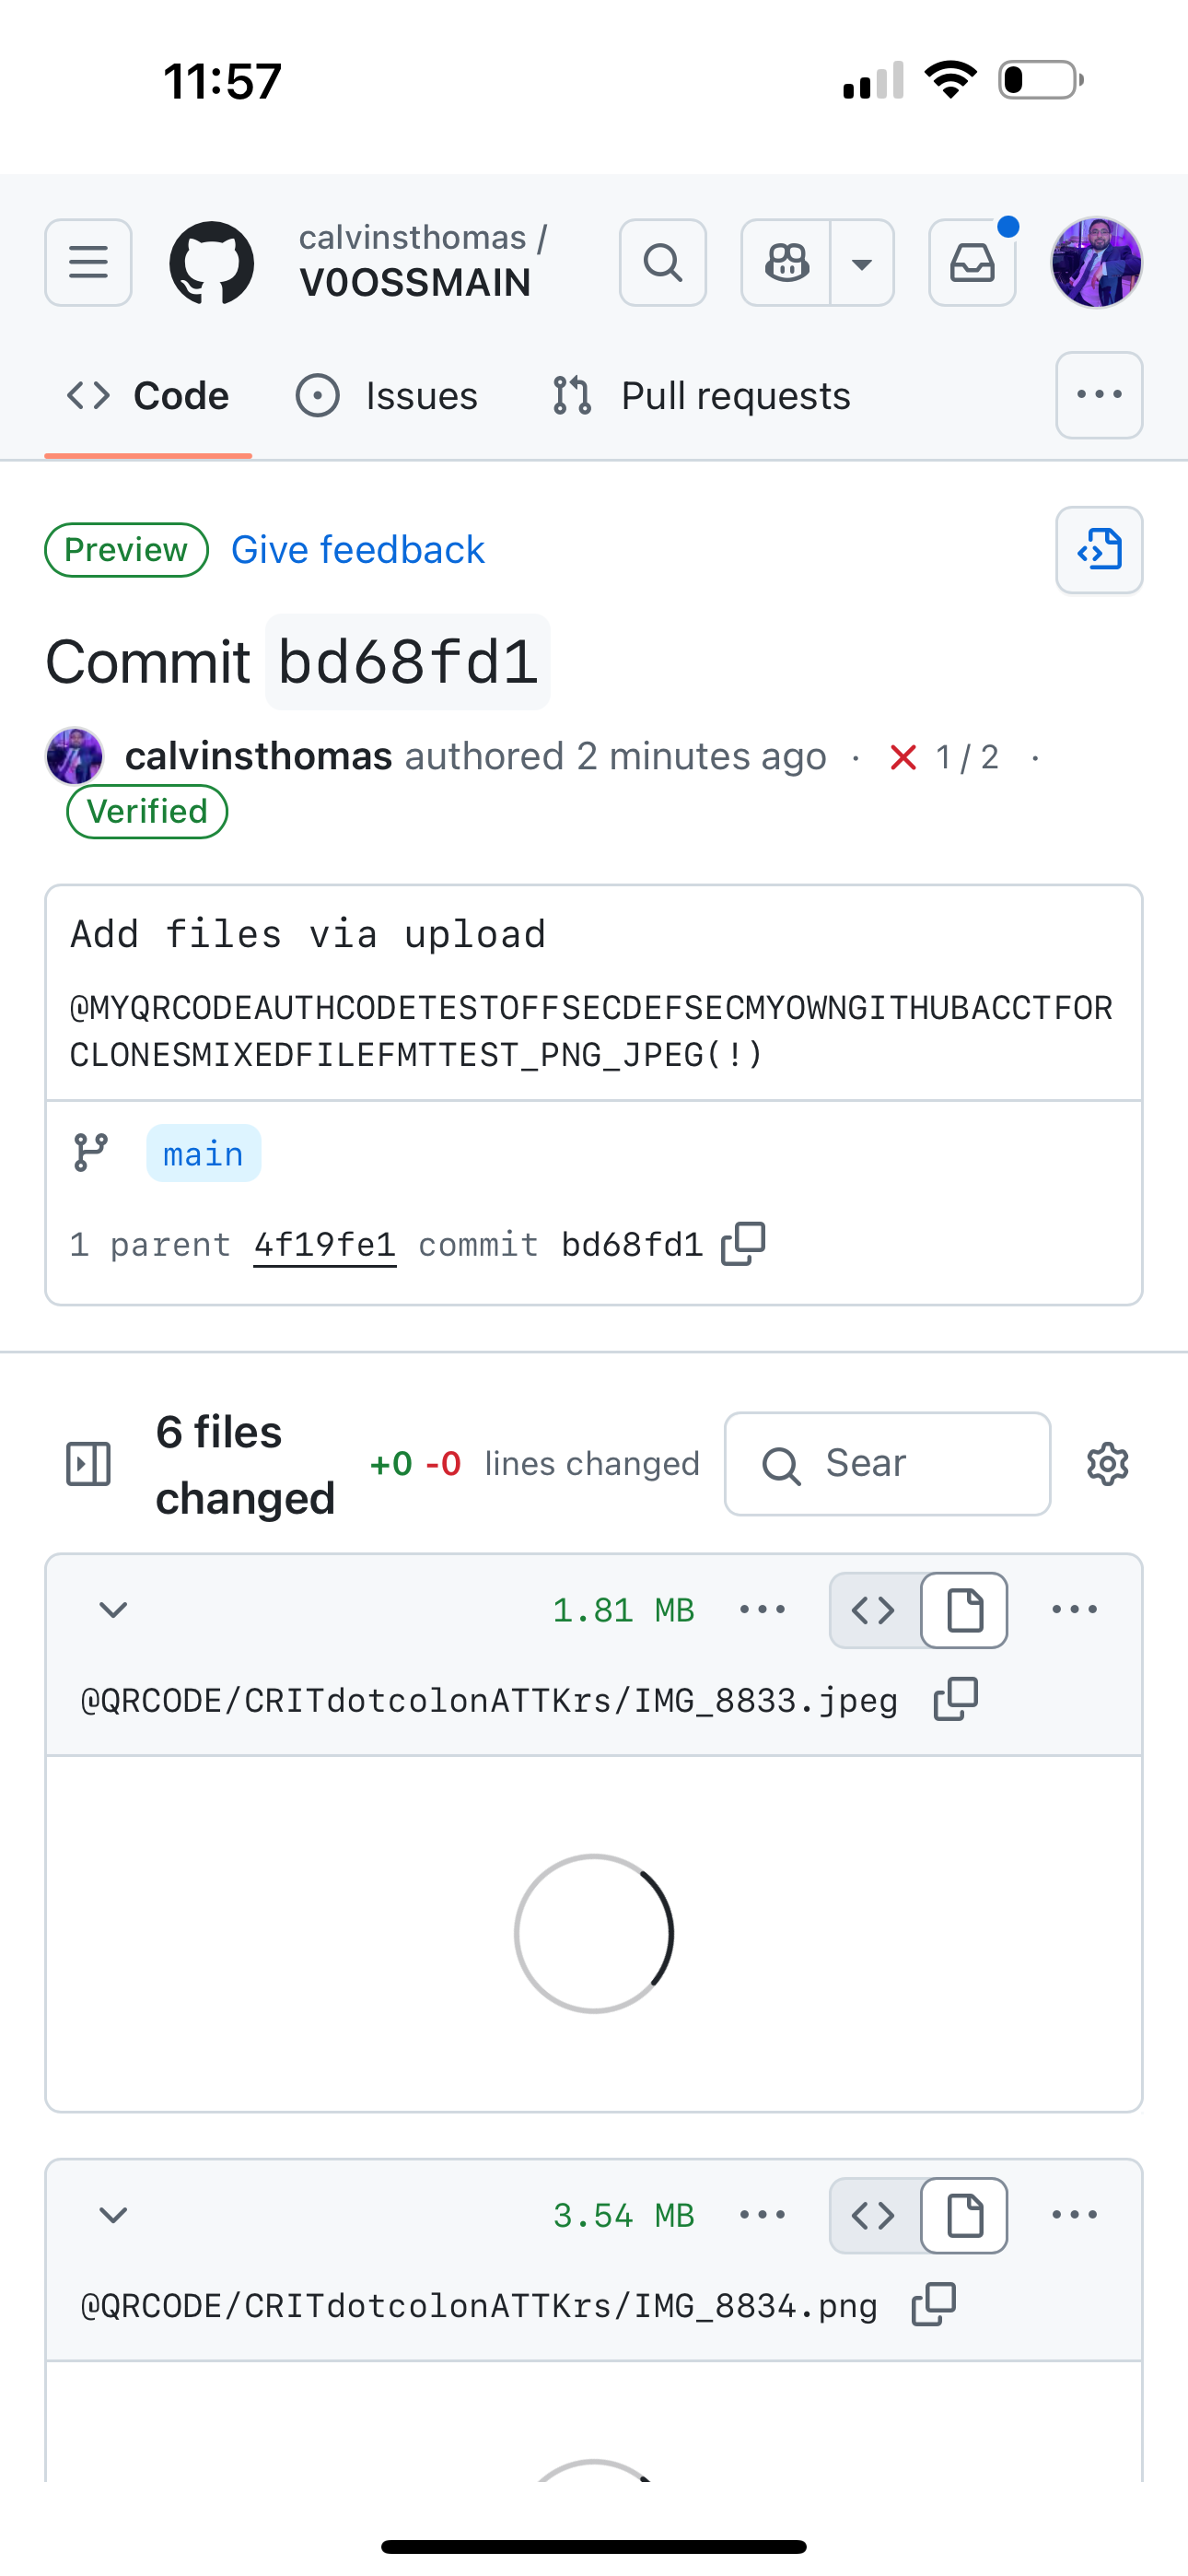 11:57
calvinsthomas /
V0OSSMAIN
Code
Issues
Pull requests
Preview
Give feedback
Commit bd68fd1
calvinsthomas authored 2 minutes ago · 1 / 2 ·
Verified
Add files via upload
@MYQRCODEAUTHCODETESTOFFSECDEFSECMYOWNGITHUBACCTFOR
CLONESMIXEDFILEFMTTEST_PNG_JPEG(!)
main
1 parent 4f19fe1 commit bd68fd1
6 files
changed
+0 -0 lines changed
Sear
1.81 MB
@QRCODE/CRITdotcolonATTKrs/IMG_8833.jpeg
3.54 MB
@QRCODE/CRITdotcolonATTKrs/IMG_8834.png